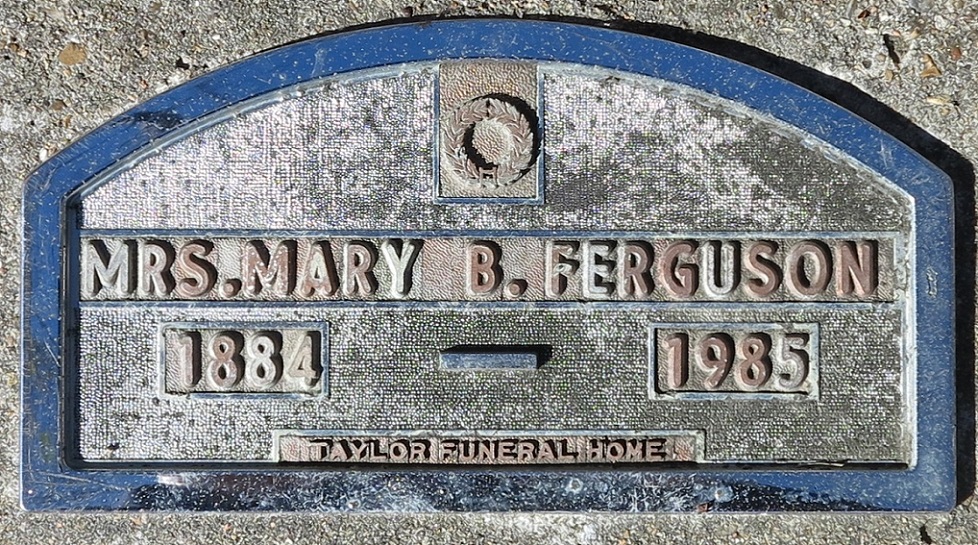 MRS. MARY B. FERGUSON
1884 - 1985
TAYLOR FUNERAL HOME